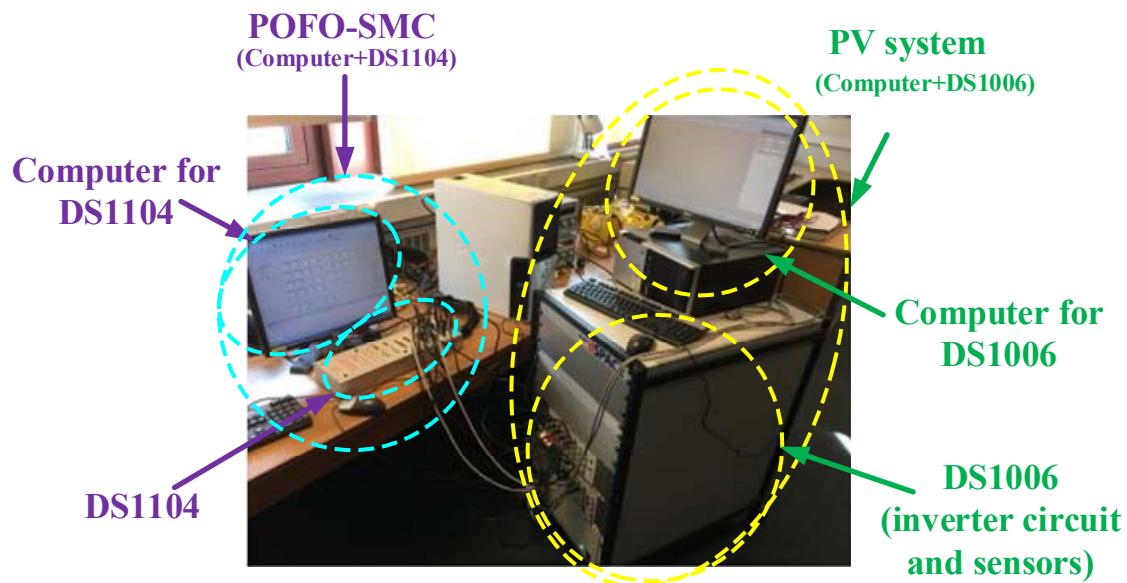 POFO-SMC
(Computer+DS1104)
PV system
(Computer+DS1006)
Computer for
DS1104
Computer for
DS1006
DS1104
DS1006
(inverter circuit
and sensors)